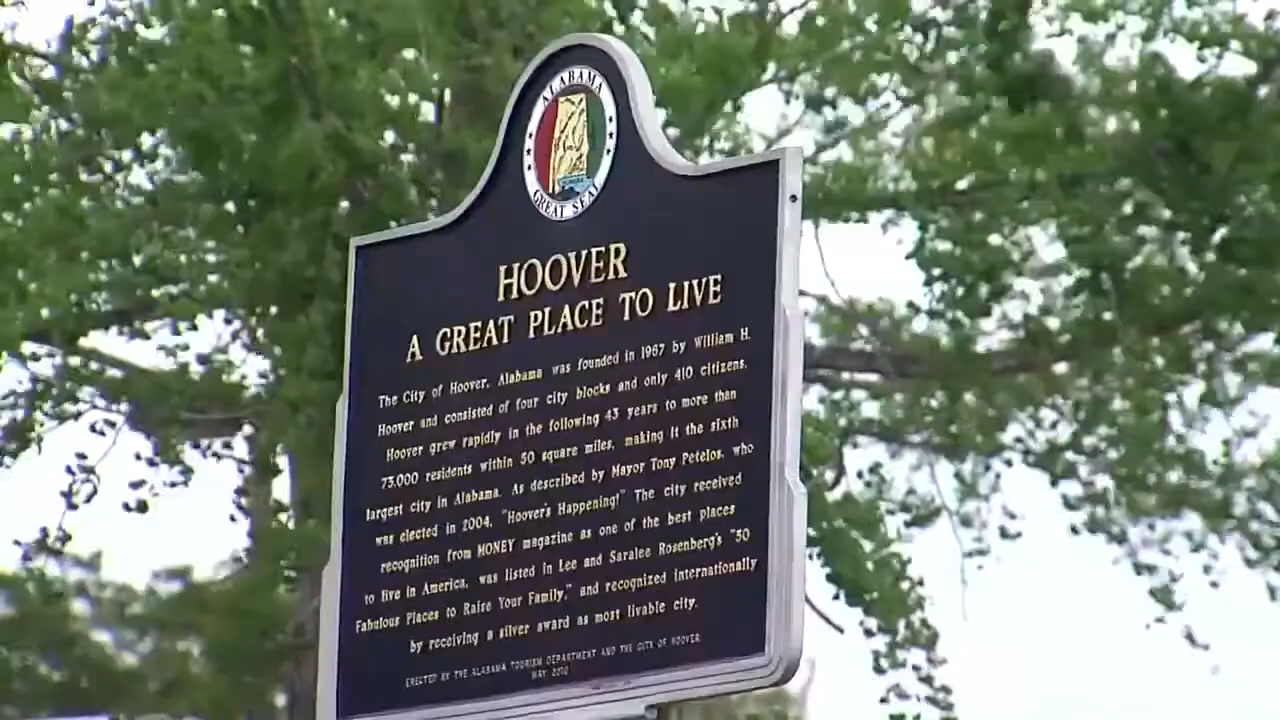 ALABAMA
GREAT SEAL
HOOVER
A GREAT PLACE TO LIVE
The City of Hoover, Alabama was founded in 1967 by William H.
Hoover and consisted of four city blocks and only 410 citizens.
Hoover grew rapidly in the following 43 years to more than
73,000 residents within 50 square miles, making it the sixth
largest city in Alabama. As described by Mayor Tony Petelos, who
was elected in 2004, "Hoover's Happening!" The city received
recognition from MONEY magazine as one of the best places
to live in America, was listed in Lee and Saralee Rosenberg's "50
Fabulous Places to Raise Your Family," and recognized internationally
by receiving a silver award as most livable city.
ERECTED BY THE ALABAMA TOURISM DEPARTMENT AND THE CITY OF HOOVER
MAY, 2010